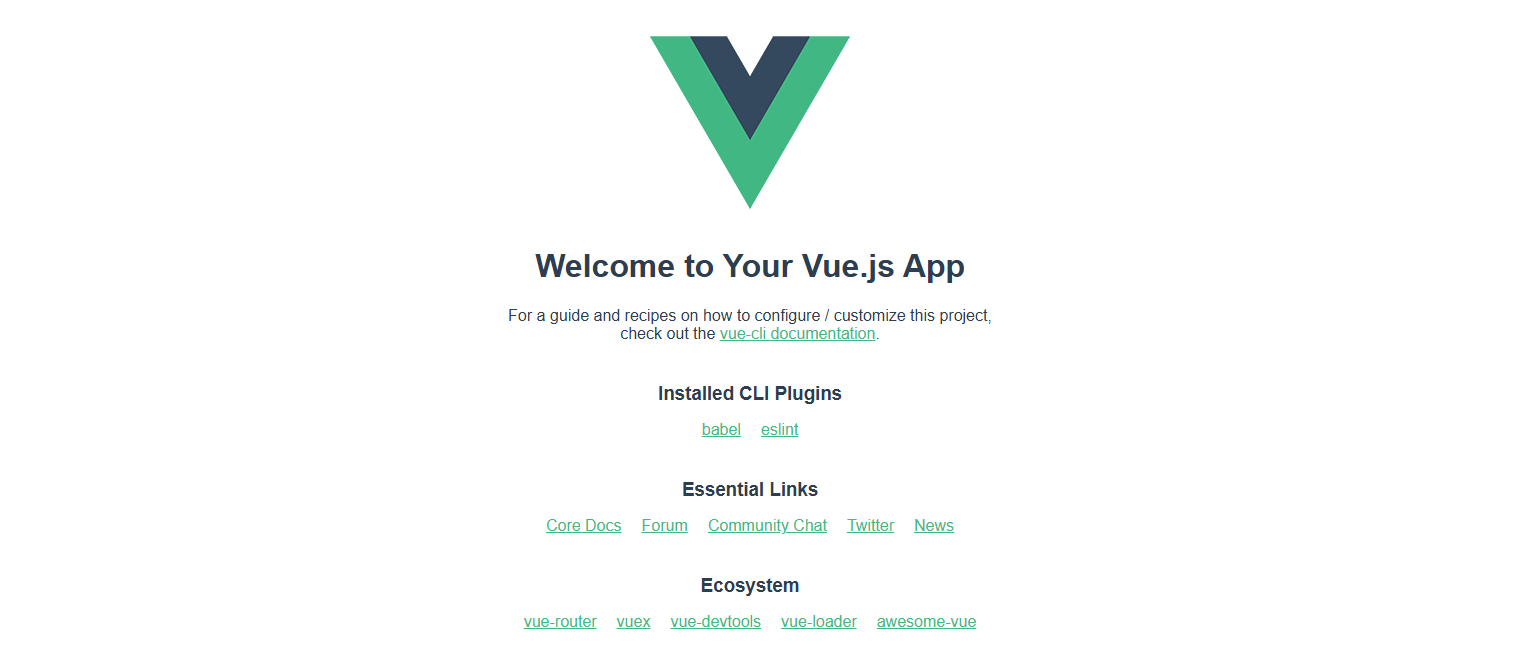 Welcome to Your Vue.js App
For a guide and recipes on how to configure / customize this project,
check out the vue-cli documentation.
Installed CLI Plugins
babel eslint
Essential Links
Core Docs Forum Community Chat Twitter News
Ecosystem
vue-router vuex vue-devtools vue-loader awesome-vue